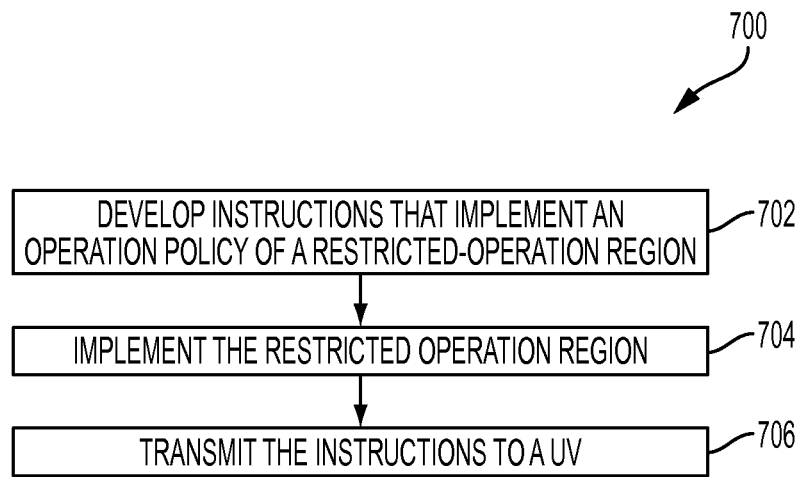 700
DEVELOP INSTRUCTIONS THAT IMPLEMENT AN
OPERATION POLICY OF A RESTRICTED-OPERATION REGION
702
IMPLEMENT THE RESTRICTED OPERATION REGION
704
TRANSMIT THE INSTRUCTIONS TO A UV
706